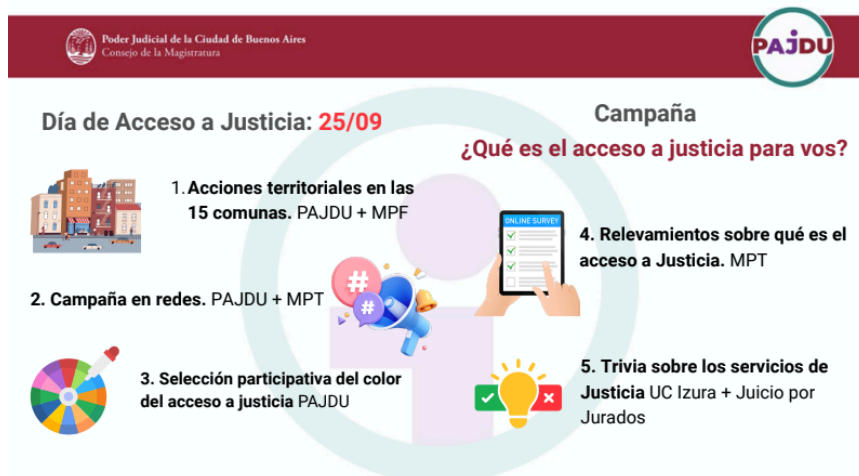 Poder Judicial de la Ciudad de Buenos Aires
Consejo de la Magistratura
PAJDU
Día de Acceso a Justicia: 25/09
1. Acciones territoriales en las
15 comunas. PAJDU + MPF
2. Campaña en redes. PAJDU + MPT
#
#
3. Selección participativa del color
del acceso a justicia PAJDU
Campaña
¿Qué es el acceso a justicia para vos?
ONLINE SURVEY
4. Relevamientos sobre qué es el
acceso a Justicia. MPT
5. Trivia sobre los servicios de
Justicia UC Izura + Juicio por
Jurados